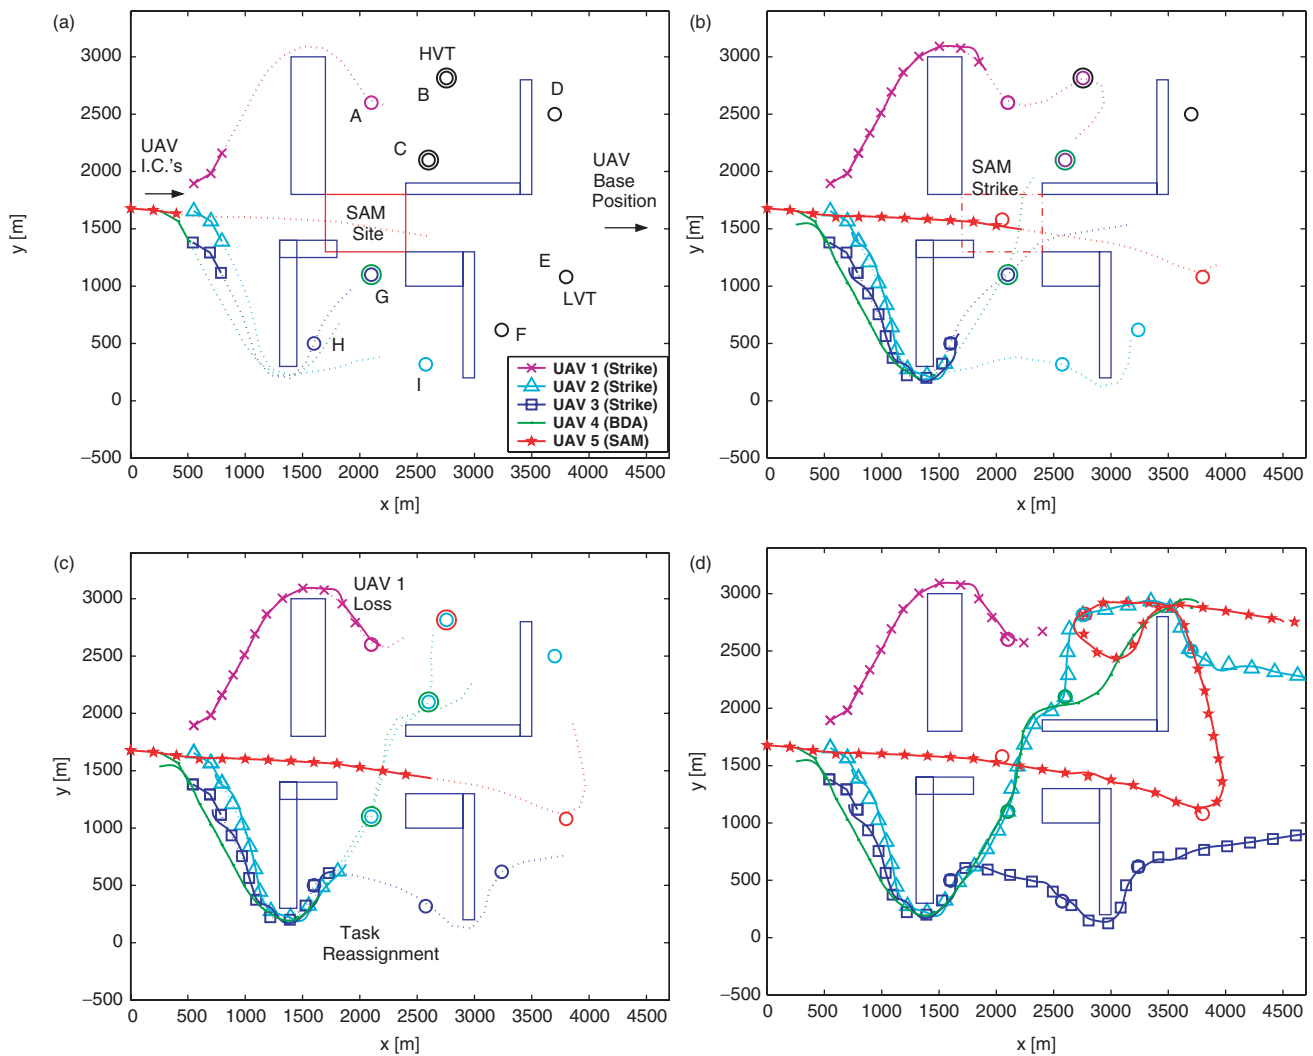 (a)
3000
2500
2000
1500
1000
500
0
−500
y [m]
HVT
B
D
A
C
UAV
I.C.'s
UAV
Base
Position
SAM
Site
E
LVT
G
F
H
I
UAV 1 (Strike)
UAV 2 (Strike)
UAV 3 (Strike)
UAV 4 (BDA)
UAV 5 (SAM)
0 500 1000 1500 2000 2500 3000 3500 4000 4500
x [m]
(b)
3000
2500
2000
1500
1000
500
0
−500
y [m]
SAM
Strike
0 500 1000 1500 2000 2500 3000 3500 4000 4500
x [m]
(c)
3000
2500
2000
1500
1000
500
0
−500
y [m]
UAV 1
Loss
Task
Reassignment
0 500 1000 1500 2000 2500 3000 3500 4000 4500
x [m]
(d)
3000
2500
2000
1500
1000
500
0
−500
y [m]
0 500 1000 1500 2000 2500 3000 3500 4000 4500
x [m]